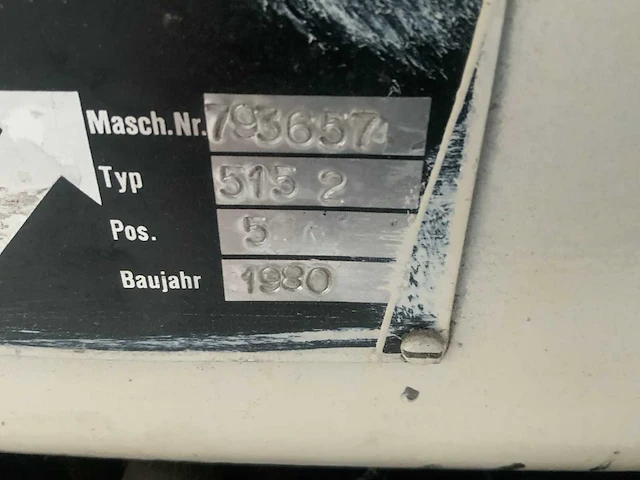 Masch.Nr. 793657
Typ 515 2
Pos. 5
Baujahr 1980